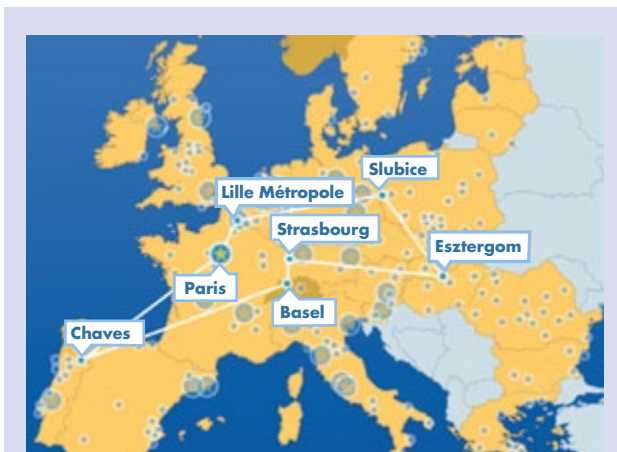 Slubice
Lille Métropole
Strasbourg
Esztergom
Paris
Basel
Chaves